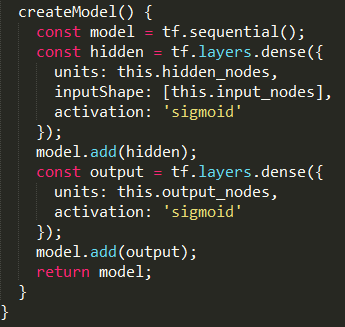 createModel() {
const model = tf.sequential();
const hidden = tf.layers.dense({
units: this.hidden_nodes,
inputShape: [this.input_nodes],
activation: 'sigmoid'
});
model.add(hidden);
const output = tf.layers.dense({
units: this.output_nodes,
activation: 'sigmoid'
});
model.add(output);
return model;
}
}